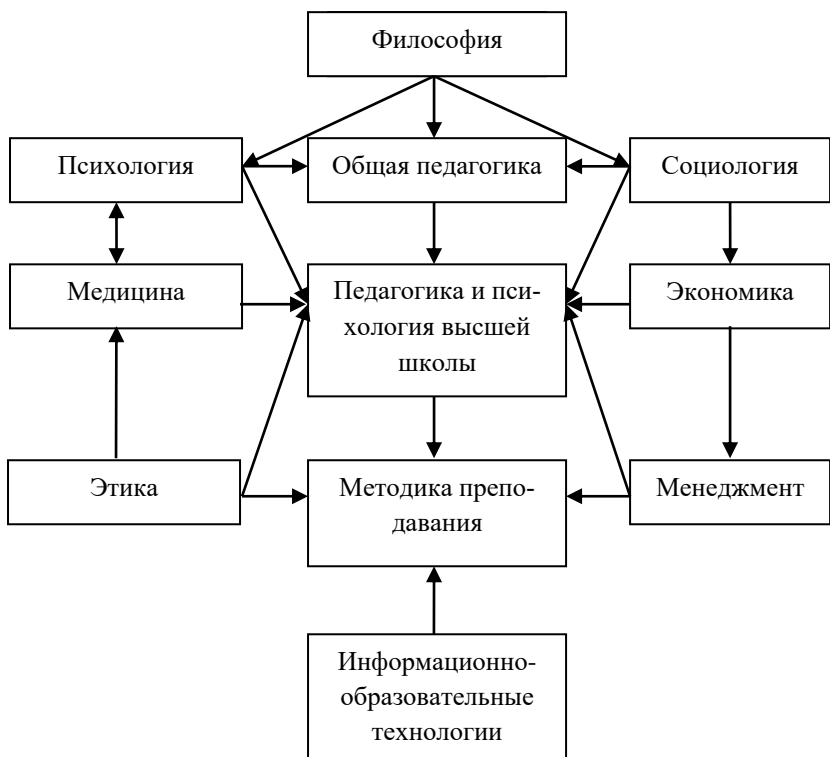 Философия
Психология
Общая педагогика
Социология
Медицина
Педагогика и пси-
хология высшей
школы
Экономика
Этика
Методика препо-
давания
Менеджмент
Информационно-
образовательные
технологии